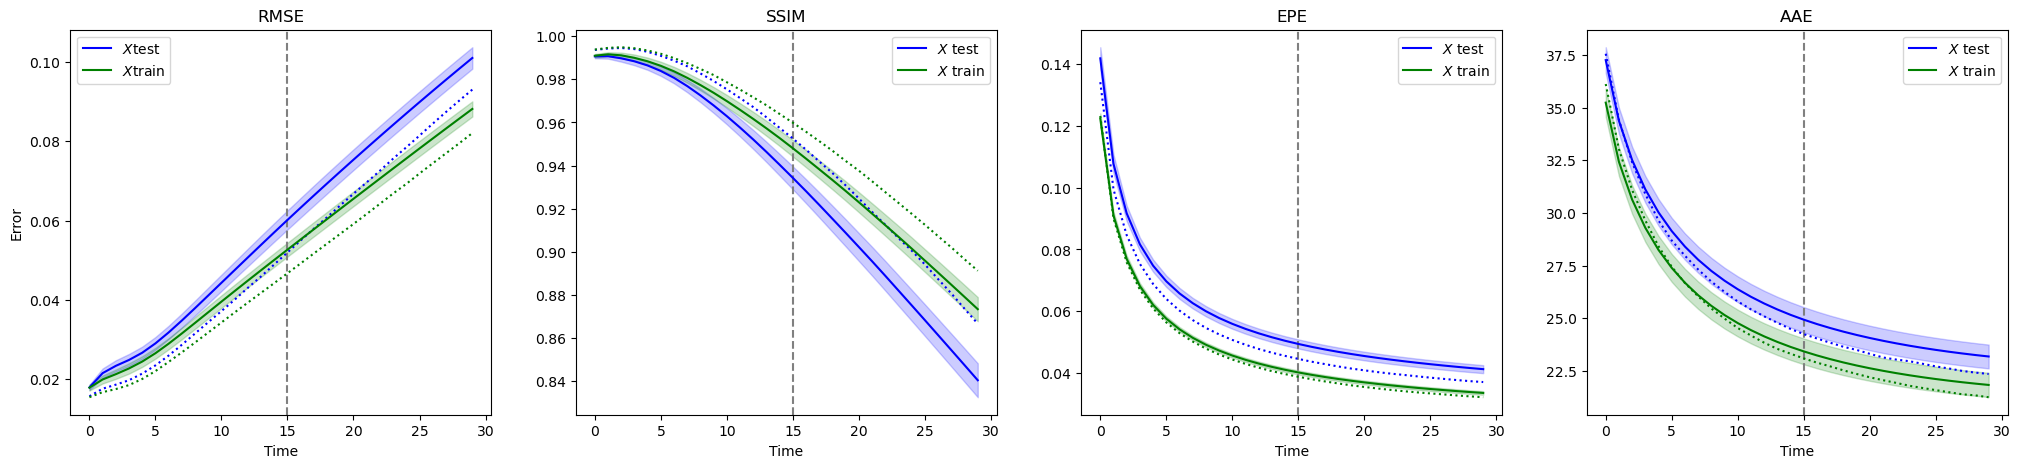 RMSE
Xtest
Xtrain
0.10
0.08
0.06
0.04
0.02
Error
0 5 10 15 20 25 30
Time
SSIM
X test
X train
1.00
0.98
0.96
0.94
0.92
0.90
0.88
0.86
0.84
0 5 10 15 20 25 30
Time
EPE
X test
X train
0.14
0.12
0.10
0.08
0.06
0.04
0 5 10 15 20 25 30
Time
AAE
X test
X train
37.5
35.0
32.5
30.0
27.5
25.0
22.5
0 5 10 15 20 25 30
Time